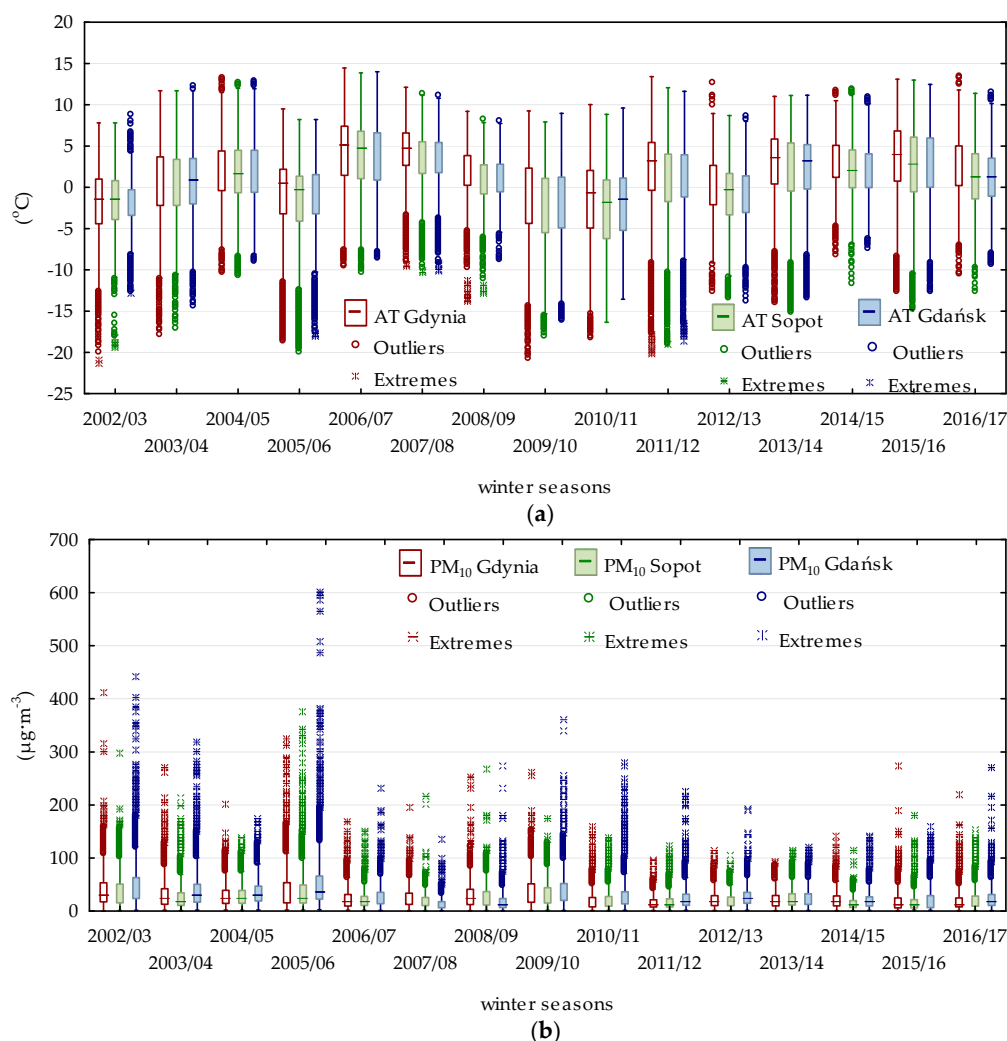 20
15
10
5
0
-5
-10
-15
-20
-25
(°C)
AT Gdynia
Outliers
Extremes
AT Sopot
Outliers
Extremes
AT Gdańsk
Outliers
Extremes
2002/03 2004/05 2006/07 2008/09 2010/11 2012/13 2014/15 2016/17
2003/04 2005/06 2007/08 2009/10 2011/12 2013/14 2015/16
winter seasons
(a)
700
600
500
400
300
200
100
0
(µg·m-3)
PM10 Gdynia PM10 Sopot PM10 Gdańsk
Outliers Outliers Outliers
Extremes Extremes Extremes
2002/03 2004/05 2006/07 2008/09 2010/11 2012/13 2014/15 2016/17
2003/04 2005/06 2007/08 2009/10 2011/12 2013/14 2015/16
winter seasons
(b)